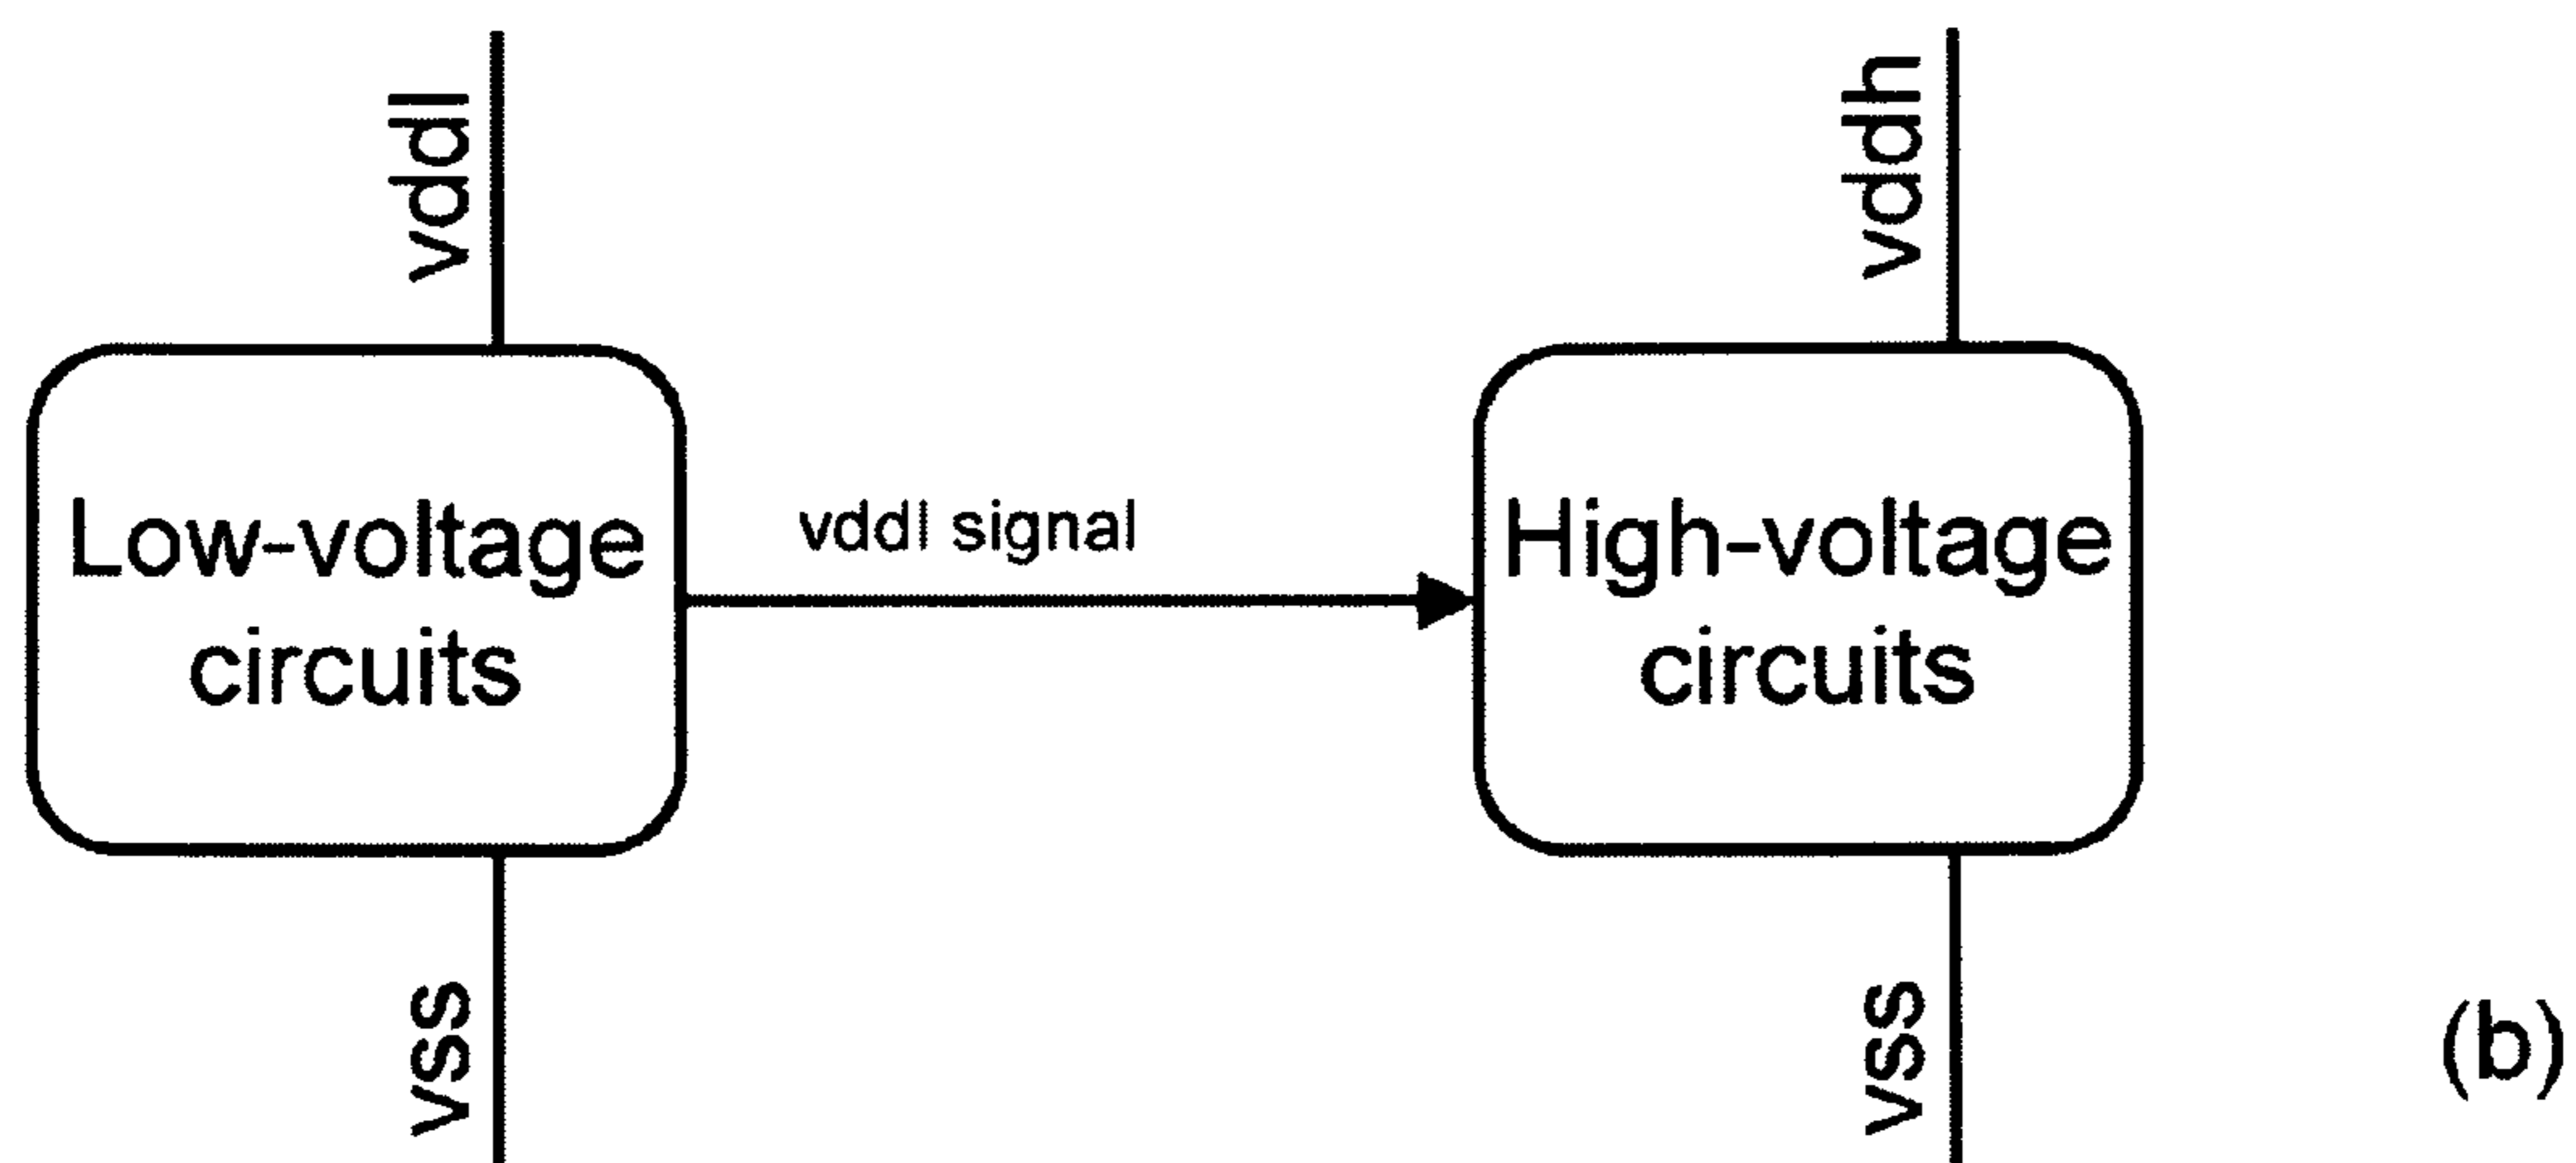 vddl
vddh
Low-voltage
circuits
vddl signal
High-voltage
circuits
vss
vss
(b)